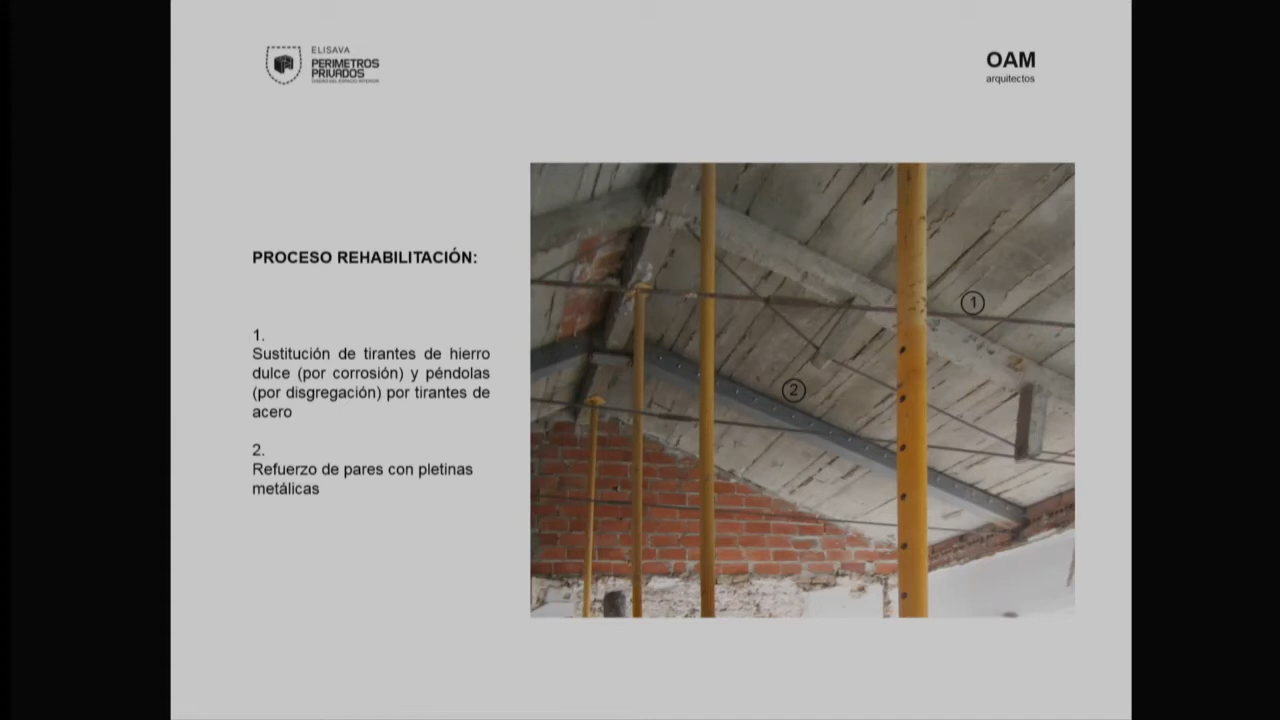 ELISAVA
PERIMETROS
PRIVADOS
OAM
arquitectos
PROCESO REHABILITACIÓN:
1.
Sustitución de tirantes de hierro
dulce (por corrosión) y péndolas
(por disgregación) por tirantes de
acero
2.
Refuerzo de pares con pletinas
metálicas
1
2